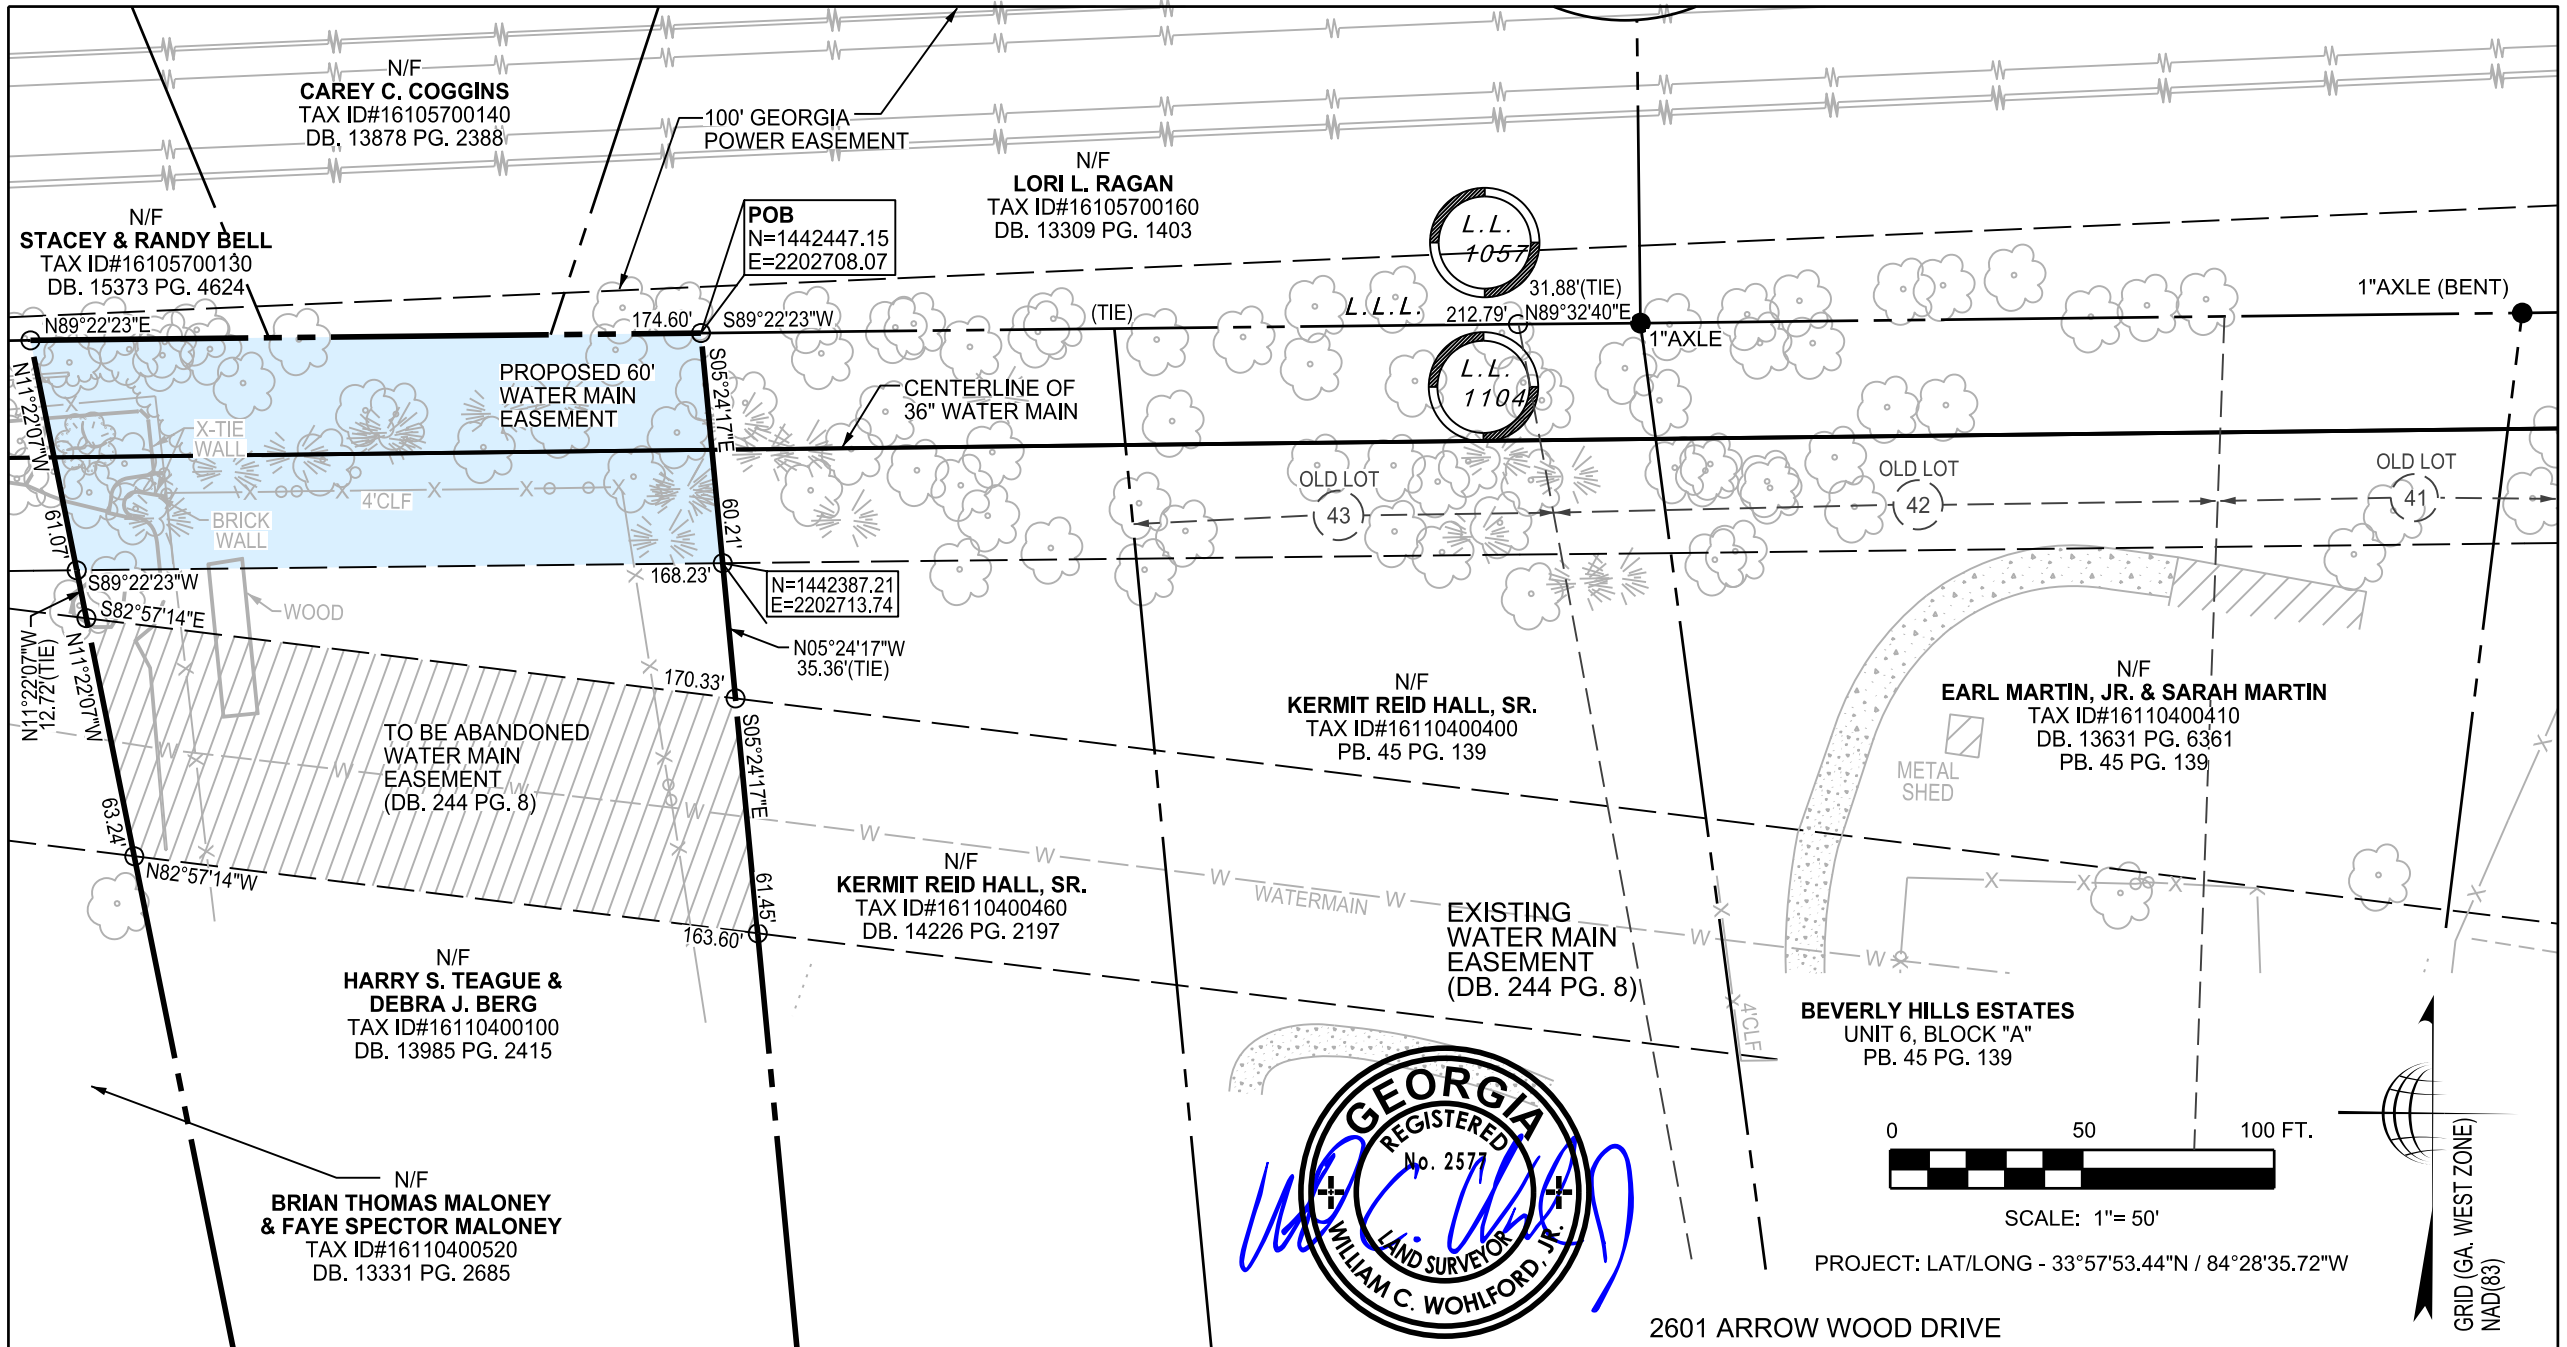 N/F
CAREY C. COGGINS
TAX ID#16105700140
DB. 13878 PG. 2388
100' GEORGIA
POWER EASEMENT
N/F
LORI L. RAGAN
TAX ID#16105700160
DB. 13309 PG. 1403
N/F
STACEY & RANDY BELL
TAX ID#16105700130
DB. 15373 PG. 4624
POB
N=1442447.15
E=2202708.07
L.L.
1057
31.88'(TIE)
1"AXLE (BENT)
N89°22'23"E
174.60'
S89°22'23"W
(TIE)
L.L.L.
212.79'
N89°32'40"E
1"AXLE
L.L.
1104
PROPOSED 60'
WATER MAIN
EASEMENT
CENTERLINE OF
36" WATER MAIN
N11°22'07"W
61.07'
S05°24'17"E
60.21'
X-TIE
WALL
4'CLF
BRICK
WALL
OLD LOT
43
OLD LOT
42
OLD LOT
41
S89°22'23"W
168.23'
N=1442387.21
E=2202713.74
WOOD
S82°57'14"E
170.33'
N11°22'07"W
12.72'(TIE)
N05°24'17"W
35.36'(TIE)
N11°22'07"W
63.24'
S05°24'17"E
61.45'
TO BE ABANDONED
WATER MAIN
EASEMENT
(DB. 244 PG. 8)
N/F
KERMIT REID HALL, SR.
TAX ID#16110400400
PB. 45 PG. 139
N/F
EARL MARTIN, JR. & SARAH MARTIN
TAX ID#16110400410
DB. 13631 PG. 6361
PB. 45 PG. 139
METAL
SHED
N82°57'14"W
163.60'
N/F
KERMIT REID HALL, SR.
TAX ID#16110400460
DB. 14226 PG. 2197
W
W
W
W
W
W
W
WATERMAIN
W
W
W
EXISTING
WATER MAIN
EASEMENT
(DB. 244 PG. 8)
4'CLF
N/F
HARRY S. TEAGUE &
DEBRA J. BERG
TAX ID#16110400100
DB. 13985 PG. 2415
BEVERLY HILLS ESTATES
UNIT 6, BLOCK "A"
PB. 45 PG. 139
N/F
BRIAN THOMAS MALONEY
& FAYE SPECTOR MALONEY
TAX ID#16110400520
DB. 13331 PG. 2685
GEORGIA
REGISTERED
No. 2577
LAND SURVEYOR
WILLIAM C. WOHLFORD, JR.
0 50 100 FT.
SCALE: 1"= 50'
PROJECT: LAT/LONG - 33°57'53.44"N / 84°28'35.72"W
GRID (GA. WEST ZONE)
NAD(83)
2601 ARROW WOOD DRIVE